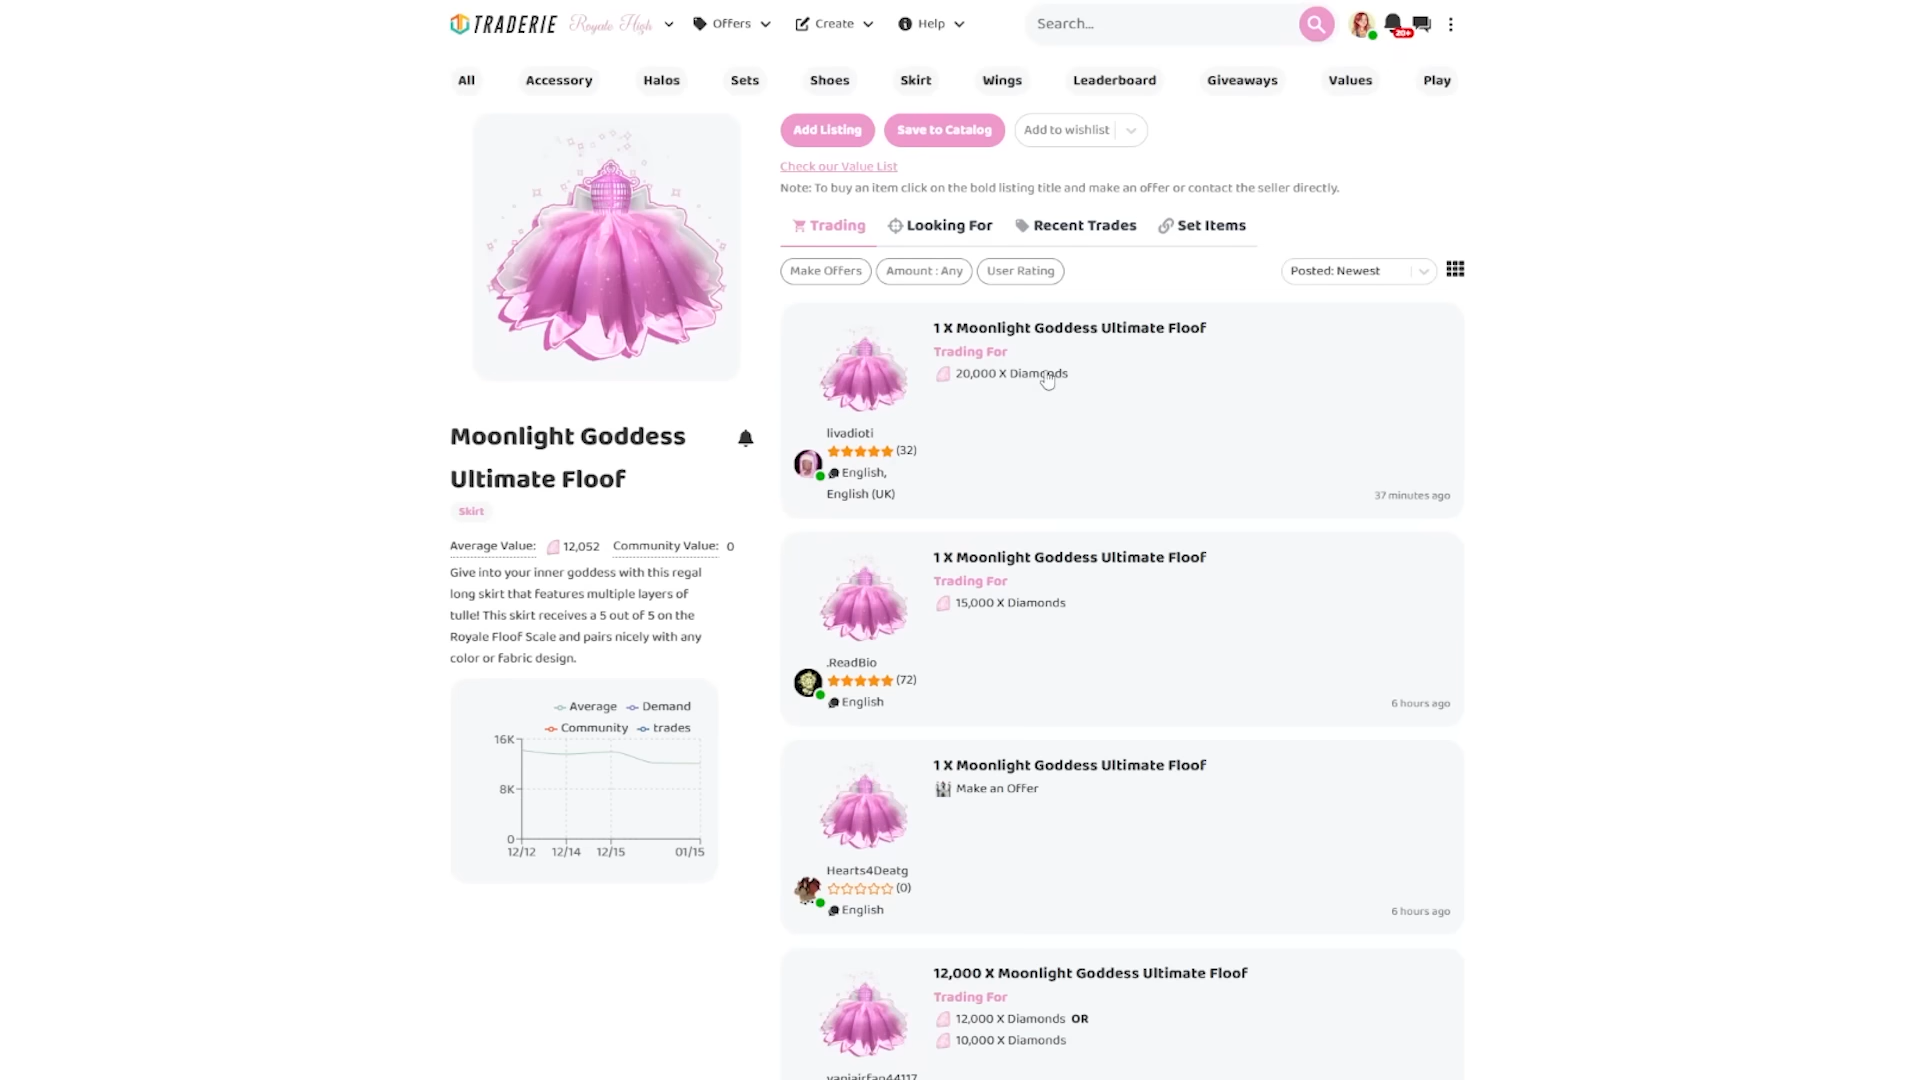 TRADERIE Royale High Offers Create Help Search... 20+
All Accessory Halos Sets Shoes Skirt Wings Leaderboard Giveaways Values Play
Add Listing Save to Catalog Add to wishlist
Check our Value List
Note: To buy an item click on the bold listing title and make an offer or contact the seller directly.
Trading Looking For Recent Trades Set Items
Make Offers Amount : Any User Rating Posted: Newest
Moonlight Goddess
Ultimate Floof
Skirt
Average Value: 12,052 Community Value: 0
Give into your inner goddess with this regal
long skirt that features multiple layers of
tulle! This skirt receives a 5 out of 5 on the
Royale Floof Scale and pairs nicely with any
color or fabric design.
Average Demand
Community trades
16K
8K
0
12/12 12/14 12/15 01/15
1 X Moonlight Goddess Ultimate Floof
Trading For
20,000 X Diamonds
livadioti
(32)
English,
English (UK)
37 minutes ago
1 X Moonlight Goddess Ultimate Floof
Trading For
15,000 X Diamonds
.ReadBio
(72)
English
6 hours ago
1 X Moonlight Goddess Ultimate Floof
Make an Offer
Hearts4Deatg
(0)
English
6 hours ago
12,000 X Moonlight Goddess Ultimate Floof
Trading For
12,000 X Diamonds OR
10,000 X Diamonds